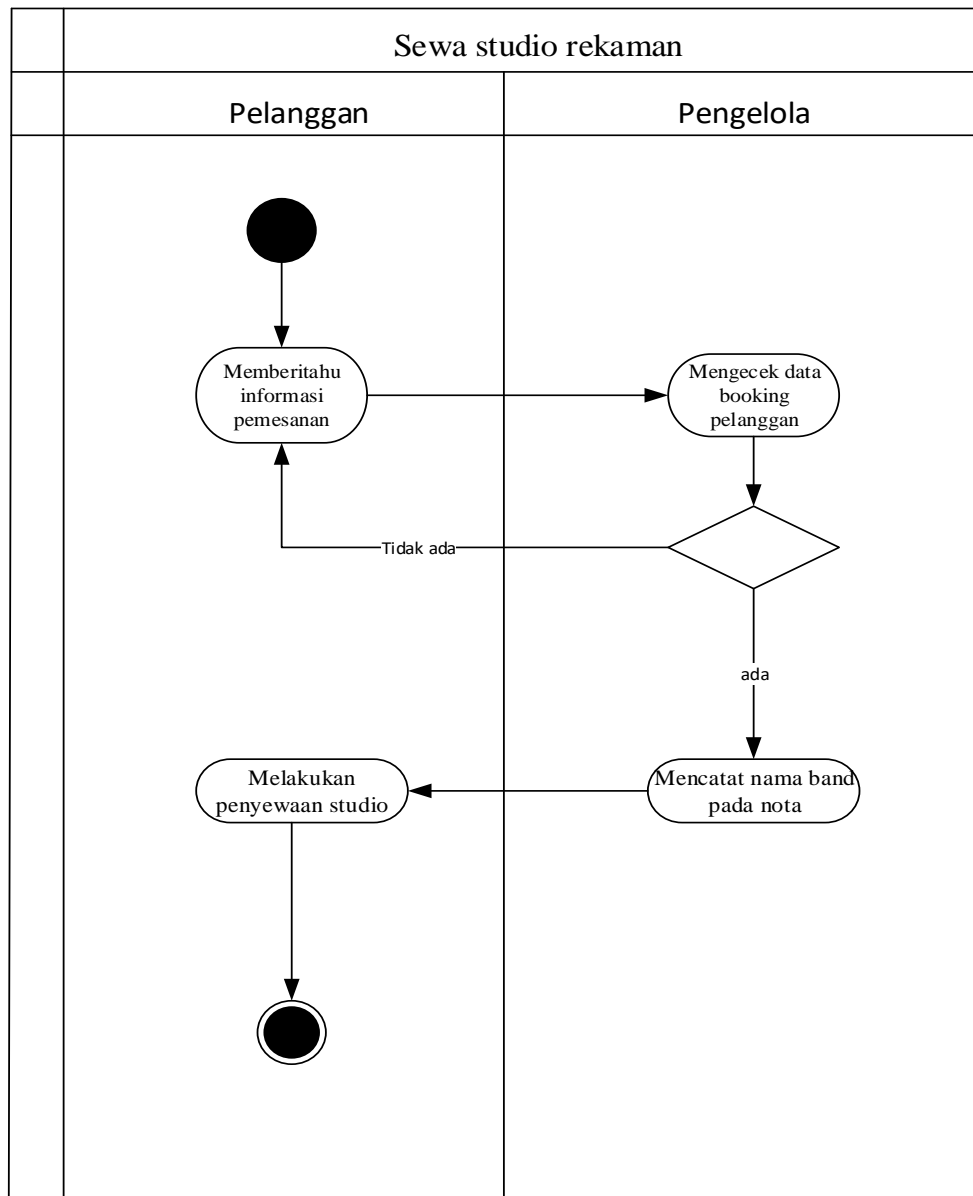 Sewa studio rekaman
Pelanggan
Pengelola
Memberitahu
informasi
pemesanan
Mengecek data
booking
pelanggan
Tidak ada
ada
Melakukan
penyewaan studio
Mencatat nama band
pada nota